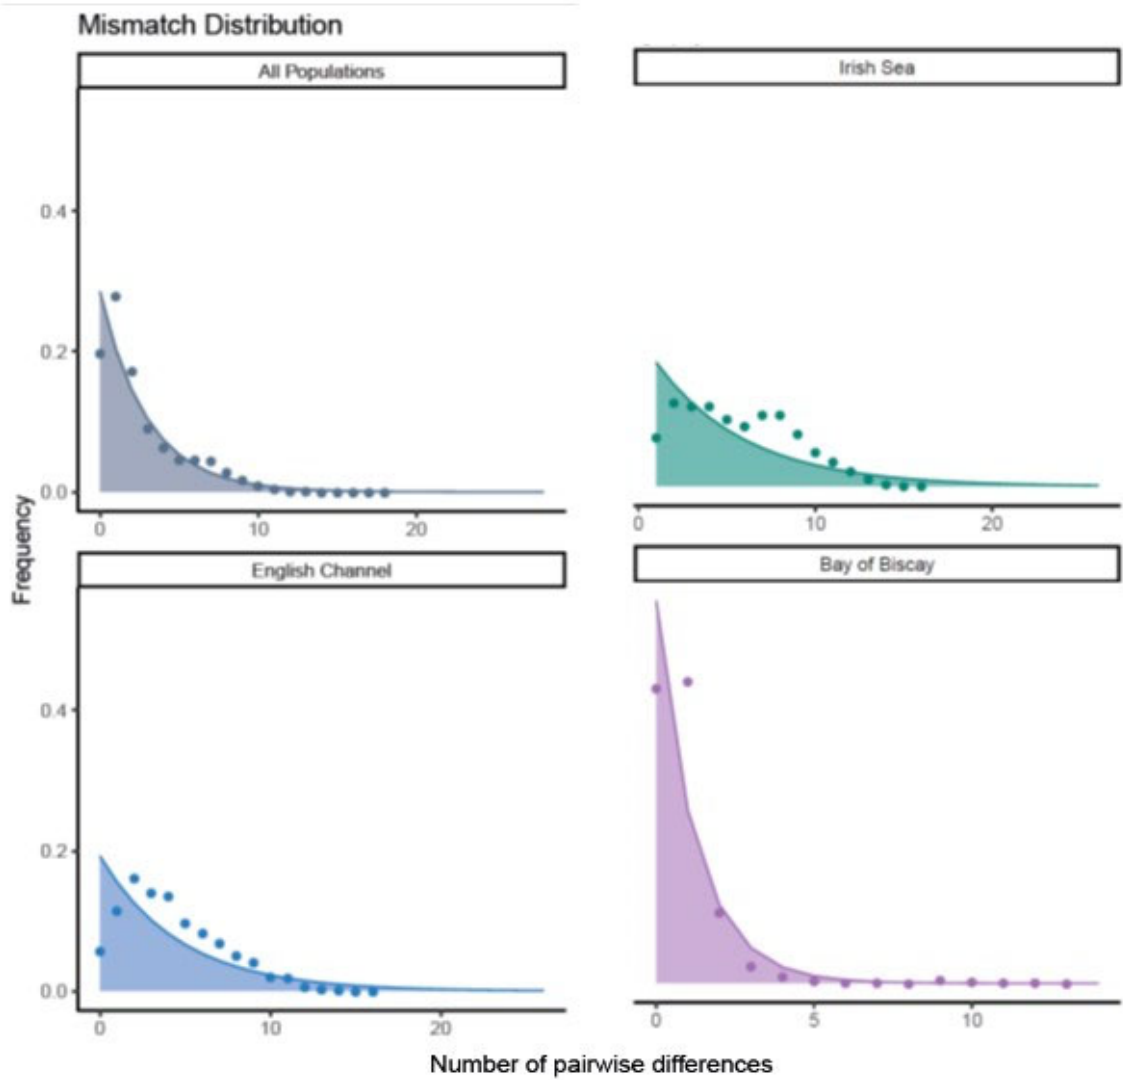 Mismatch Distribution
All Populations
Irish Sea
0.4
0.2
0.0
0 10 20
0 10 20
Frequency
English Channel
Bay of Biscay
0.4
0.2
0.0
0 10 20
0 5 10
Number of pairwise differences